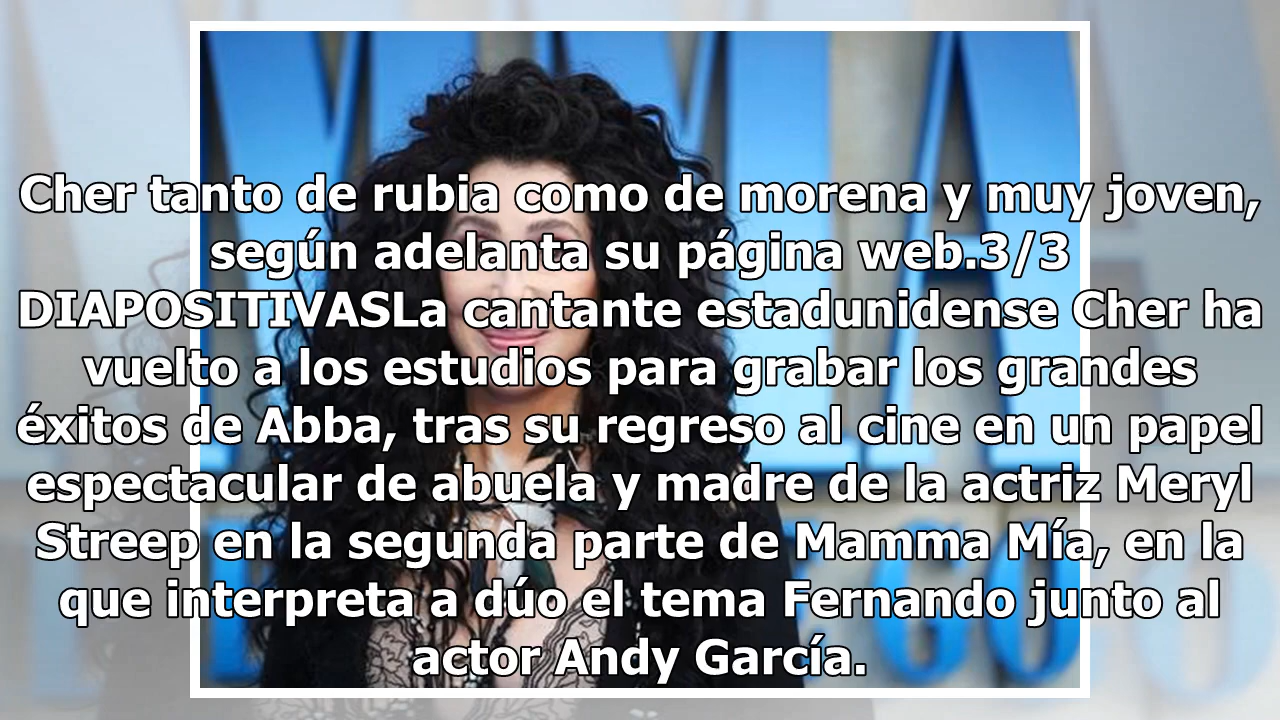 MMA MIA
Cher tanto de rubia como de morena y muy joven,
según adelanta su página web.3/3
DIAPOSITIVASLa cantante estadunidense Cher ha
vuelto a los estudios para grabar los grandes
éxitos de Abba, tras su regreso al cine en un papel
espectacular de abuela y madre de la actriz Meryl
Streep en la segunda parte de Mamma Mía, en la
que interpreta a dúo el tema Fernando junto al
actor Andy García.
GO